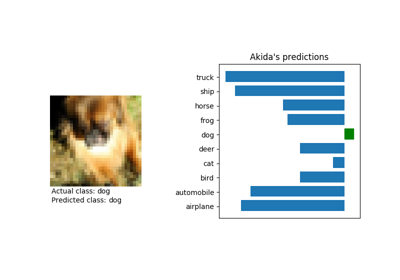 Akida's predictions
truck
ship
horse
frog
dog
deer
cat
bird
automobile
airplane
Actual class: dog
Predicted class: dog